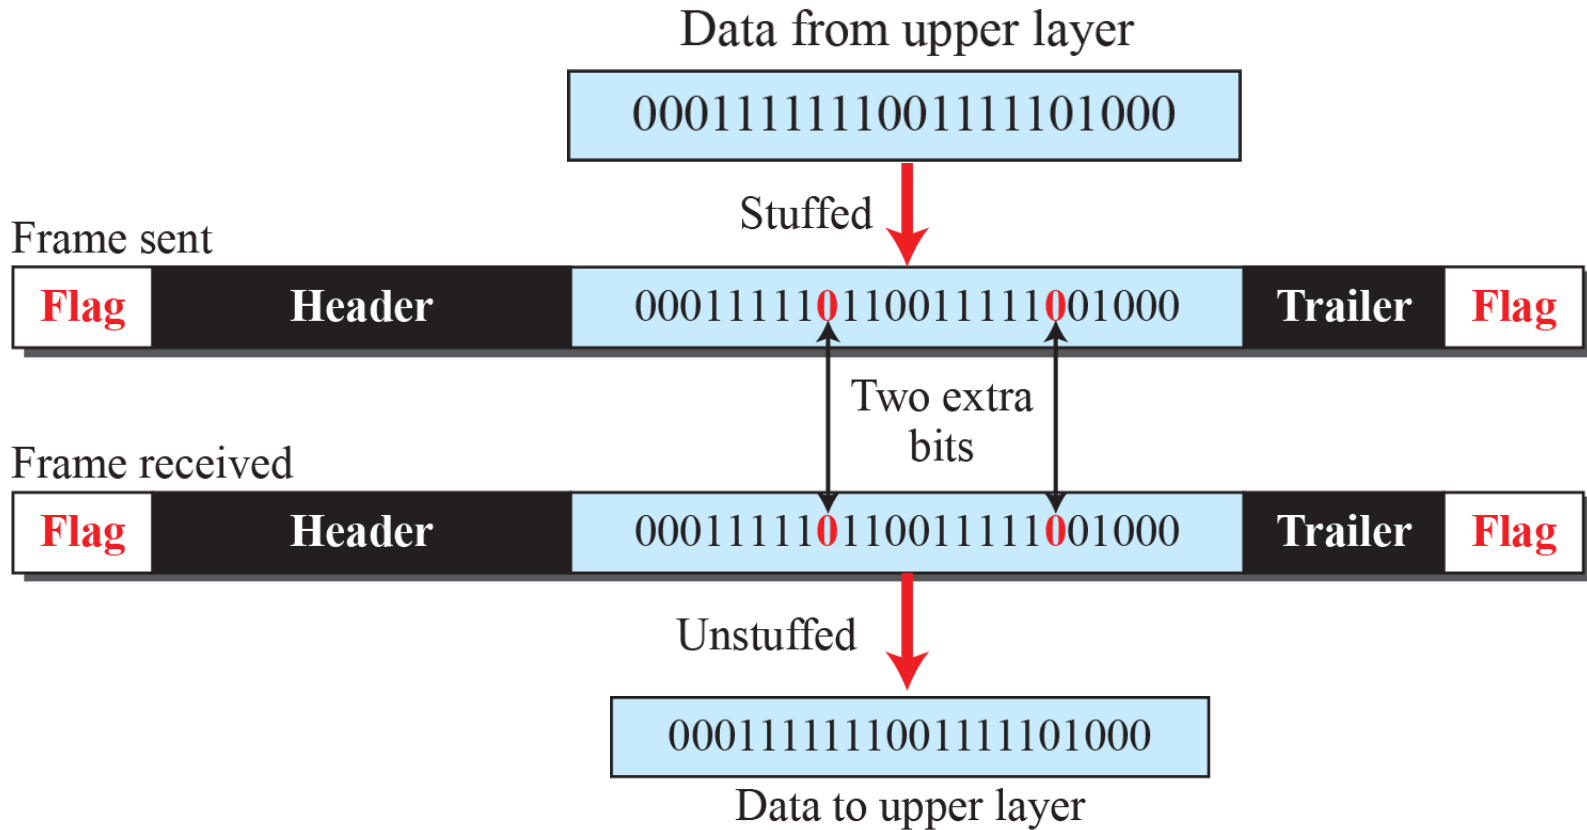 Data from upper layer
0001111111001111101000
Stuffed
Frame sent
Flag Header 000111110110011111001000 Trailer Flag
Two extra
bits
Frame received
Flag Header 000111110110011111001000 Trailer Flag
Unstuffed
0001111111001111101000
Data to upper layer